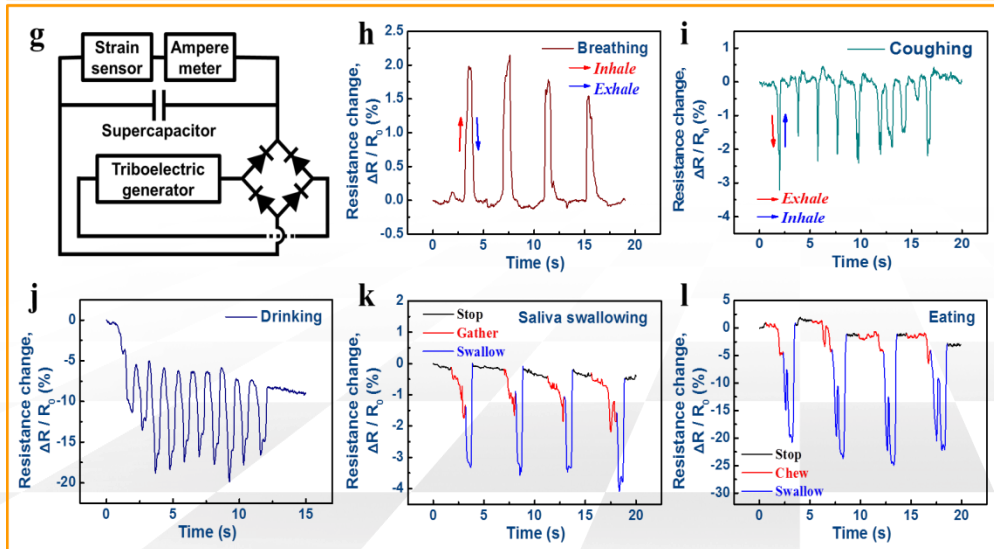 g
Strain
sensor
Ampere
meter
Supercapacitor
Triboelectric
generator
h
Breathing
Inhale
Exhale
Resistance change,
ΔR / R₀ (%)
2.5
2.0
1.5
1.0
0.5
0.0
2.5
0 5 10 15 20
Time (s)
i
Coughing
Exhale
Inhale
Resistance change,
ΔR / R₀ (%)
1
0
-1
-2
-3
-4
0 5 10 15 20
Time (s)
j
Drinking
Resistance change,
ΔR / R₀ (%)
0
-5
-10
-15
-20
0 5 10 15
Time (s)
k
Stop
Gather
Swallow
Saliva swallowing
Resistance change,
ΔR / R₀ (%)
2
1
0
-1
-2
-3
-4
0 5 10 15 20
Time (s)
l
Eating
Stop
Chew
Swallow
Resistance change,
ΔR / R₀ (%)
5
0
-5
-10
-15
-20
-25
-30
0 5 10 15 20
Time (s)